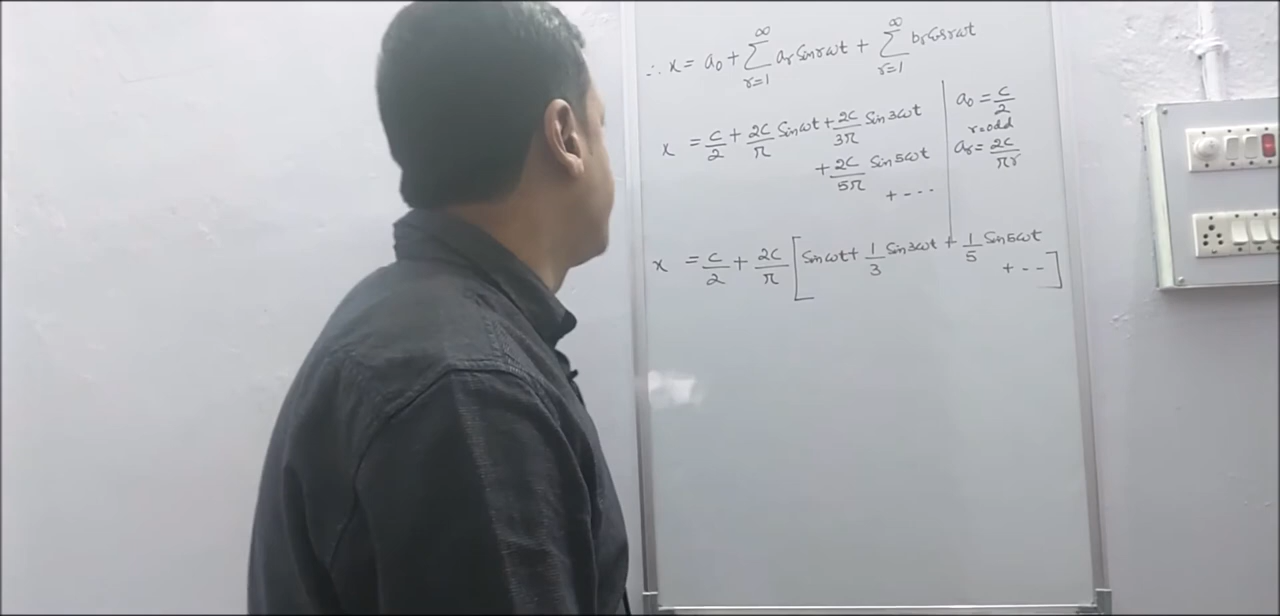 ∴ x = a₀ + ∑_{r=1}^{∞} aᵣ Sin rωt + ∑_{r=1}^{∞} bᵣ Cos rωt
x = c/2 + 2c/π Sin ωt + 2c/3π Sin 3ωt
+ 2c/5π Sin 5ωt
+ ---
a₀ = c/2
r=odd
aᵣ = 2c/πr
x = c/2 + 2c/π [Sin ωt + 1/3 Sin 3ωt + 1/5 Sin 5ωt
+ --]